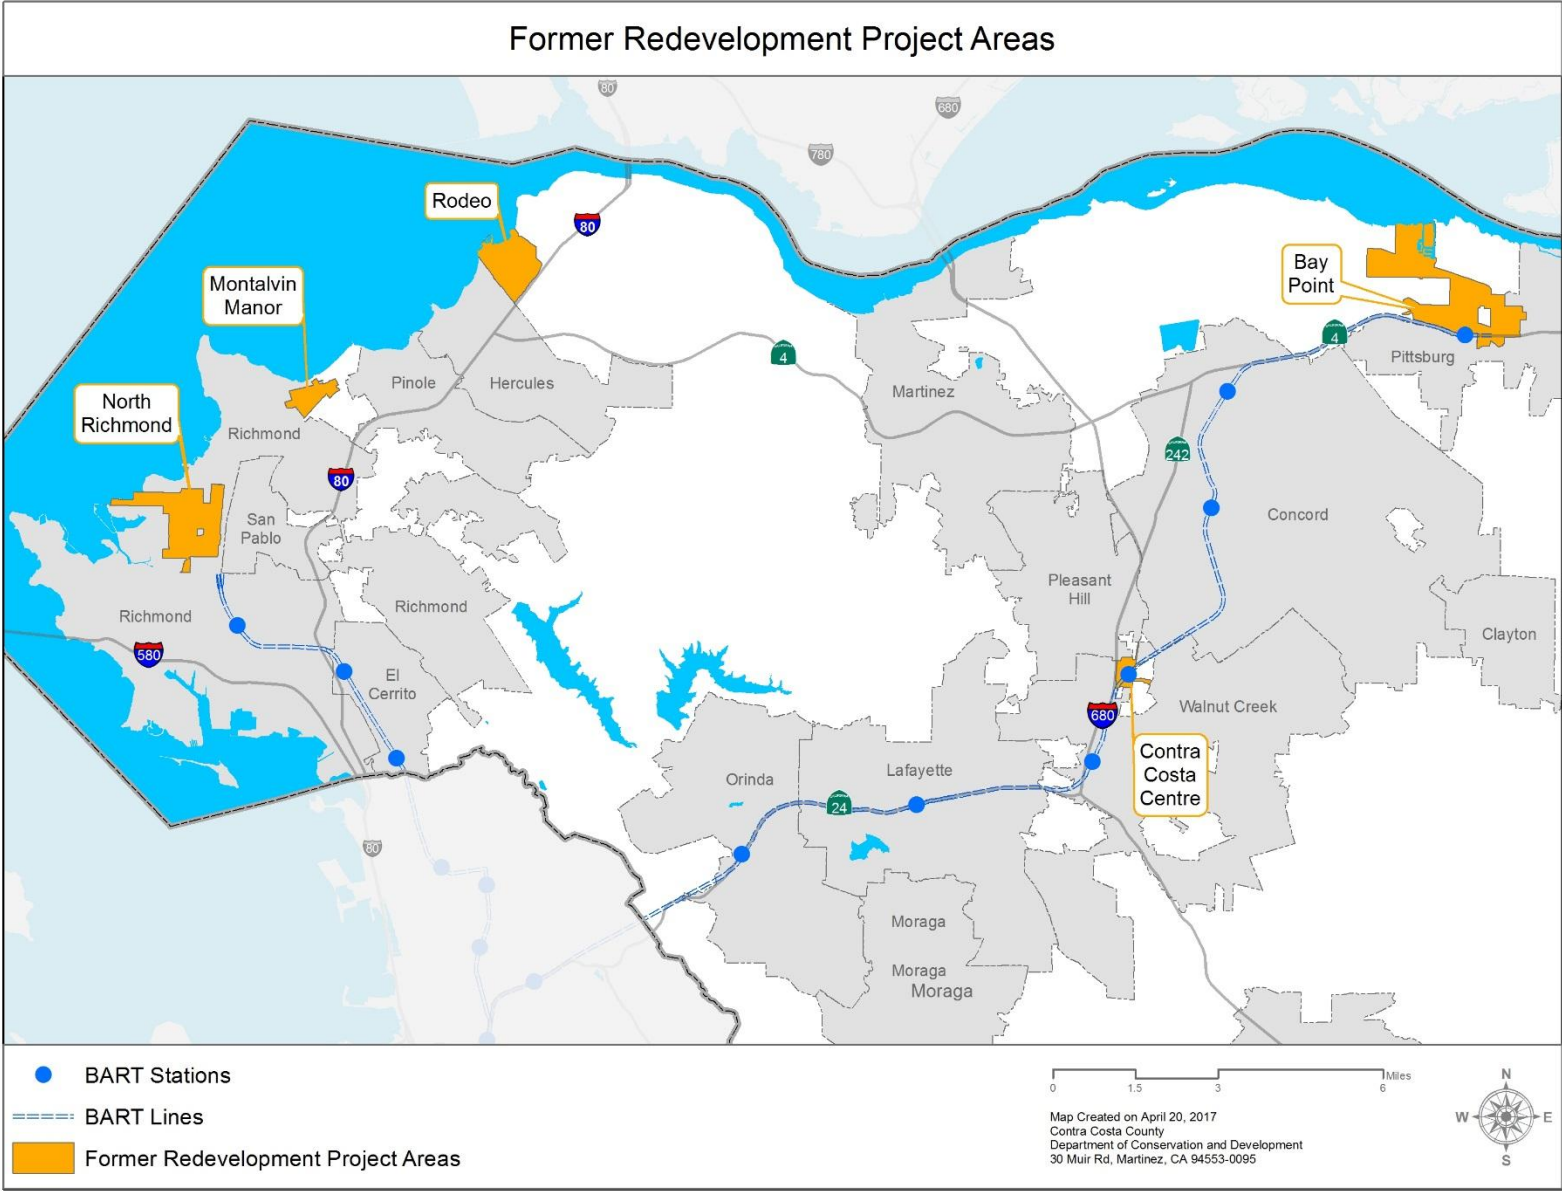 Former Redevelopment Project Areas
80
680
780
Rodeo
80
Montalvin
Manor
Bay
Point
4
4
Pittsburg
Pinole
Hercules
Martinez
North
Richmond
Richmond
242
80
San
Pablo
Concord
Pleasant
Hill
Richmond
Richmond
Clayton
580
El
Cerrito
Walnut Creek
680
Contra
Costa
Centre
Orinda
Lafayette
24
80
Moraga
Moraga
Moraga
BART Stations
BART Lines
Former Redevelopment Project Areas
Miles
0 1.5 3 6
Map Created on April 20, 2017
Contra Costa County
Department of Conservation and Development
30 Muir Rd, Martinez, CA 94553-0095
N
W E
S